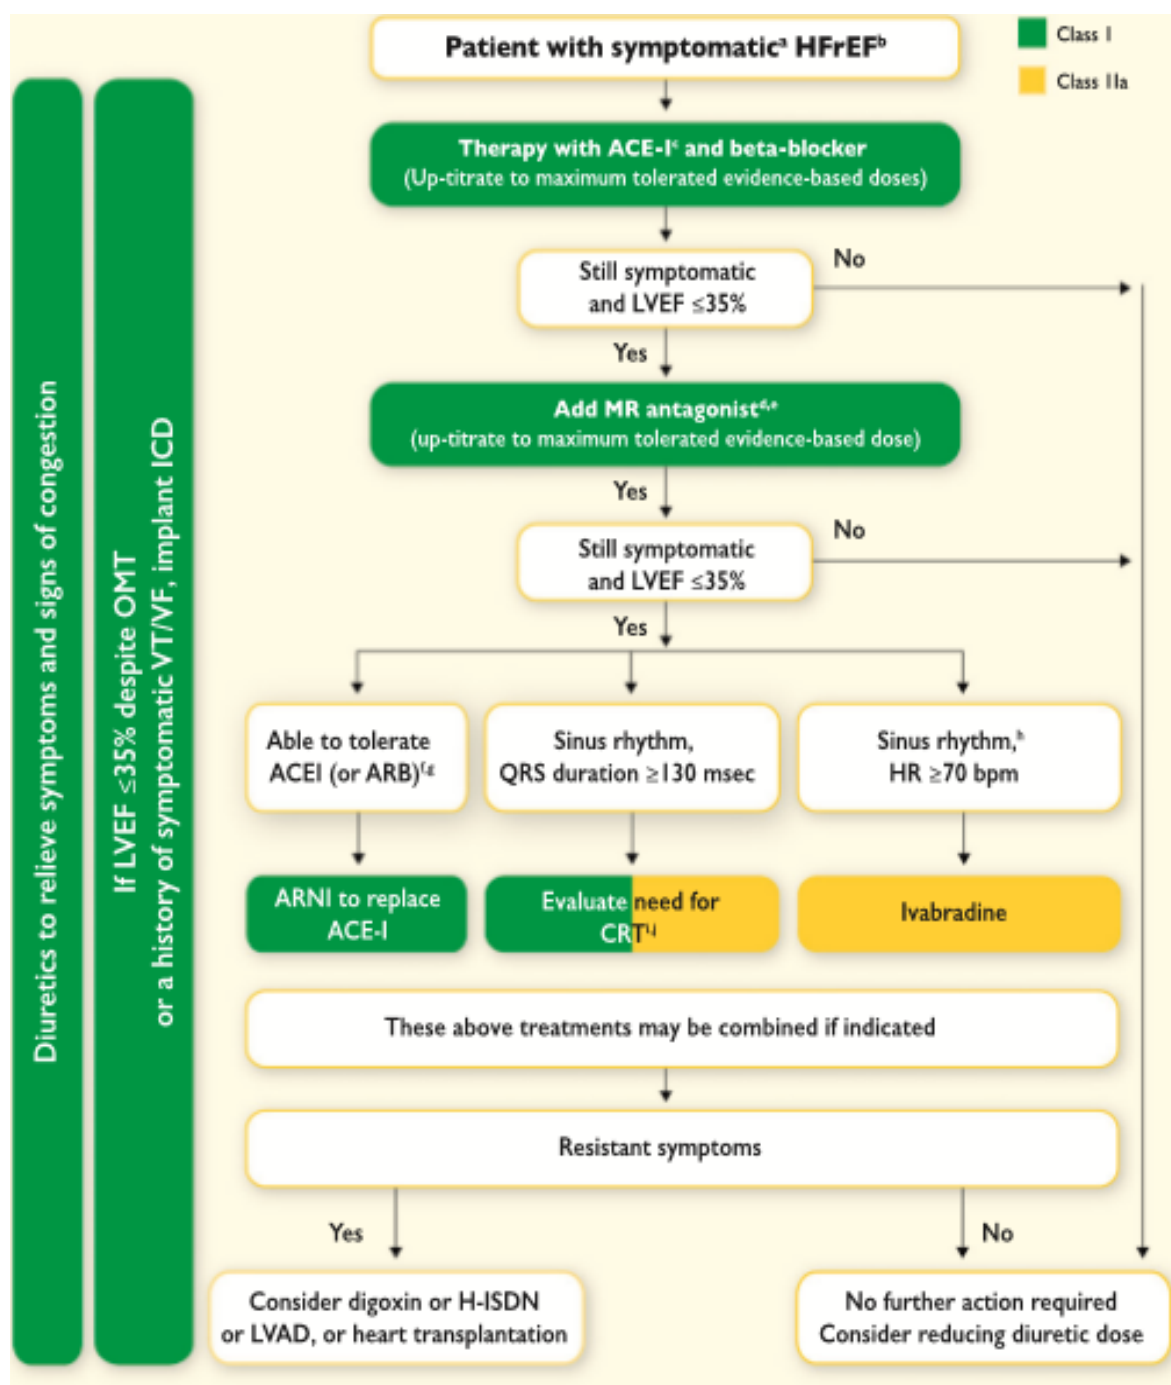 Patient with symptomaticᵃ HFrEFᵇ
Class I
Class IIa
Therapy with ACE-Iᶜ and beta-blocker
(Up-titrate to maximum tolerated evidence-based doses)
Still symptomatic
and LVEF ≤35%
No
Yes
Add MR antagonistᵈ,ᵉ
(up-titrate to maximum tolerated evidence-based dose)
Yes
Still symptomatic
and LVEF ≤35%
No
Yes
Able to tolerate
ACEI (or ARB)ᶠ,ᵍ
Sinus rhythm,
QRS duration ≥130 msec
Sinus rhythm,ʰ
HR ≥70 bpm
ARNI to replace
ACE-I
Evaluate need for
CRTⁱ,ʲ
Ivabradine
These above treatments may be combined if indicated
Resistant symptoms
Yes
No
Consider digoxin or H-ISDN
or LVAD, or heart transplantation
No further action required
Consider reducing diuretic dose
Diuretics to relieve symptoms and signs of congestion
If LVEF ≤35% despite OMT
or a history of symptomatic VT/VF, implant ICD